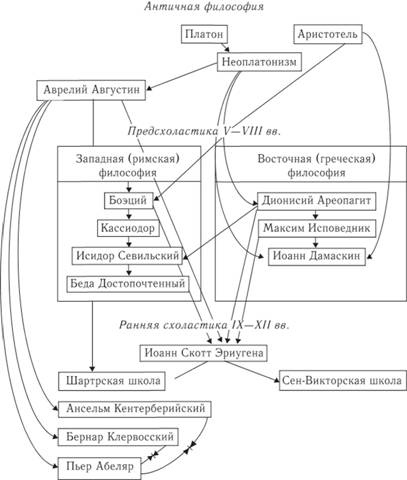 Античная философия
Платон
Аристотель
Неоплатонизм
Аврелий Августин
Предсхоластика V—VIII вв.
Западная (римская)
философия
Восточная (греческая)
философия
Боэций
Дионисий Ареопагит
Кассиодор
Максим Исповедник
Исидор Севильский
Иоанн Дамаскин
Беда Достопочтенный
Ранняя схоластика IX—XII вв.
Иоанн Скотт Эриугена
Шартрская школа
Сен-Викторская школа
Ансельм Кентерберийский
Бернар Клервосский
Пьер Абеляр